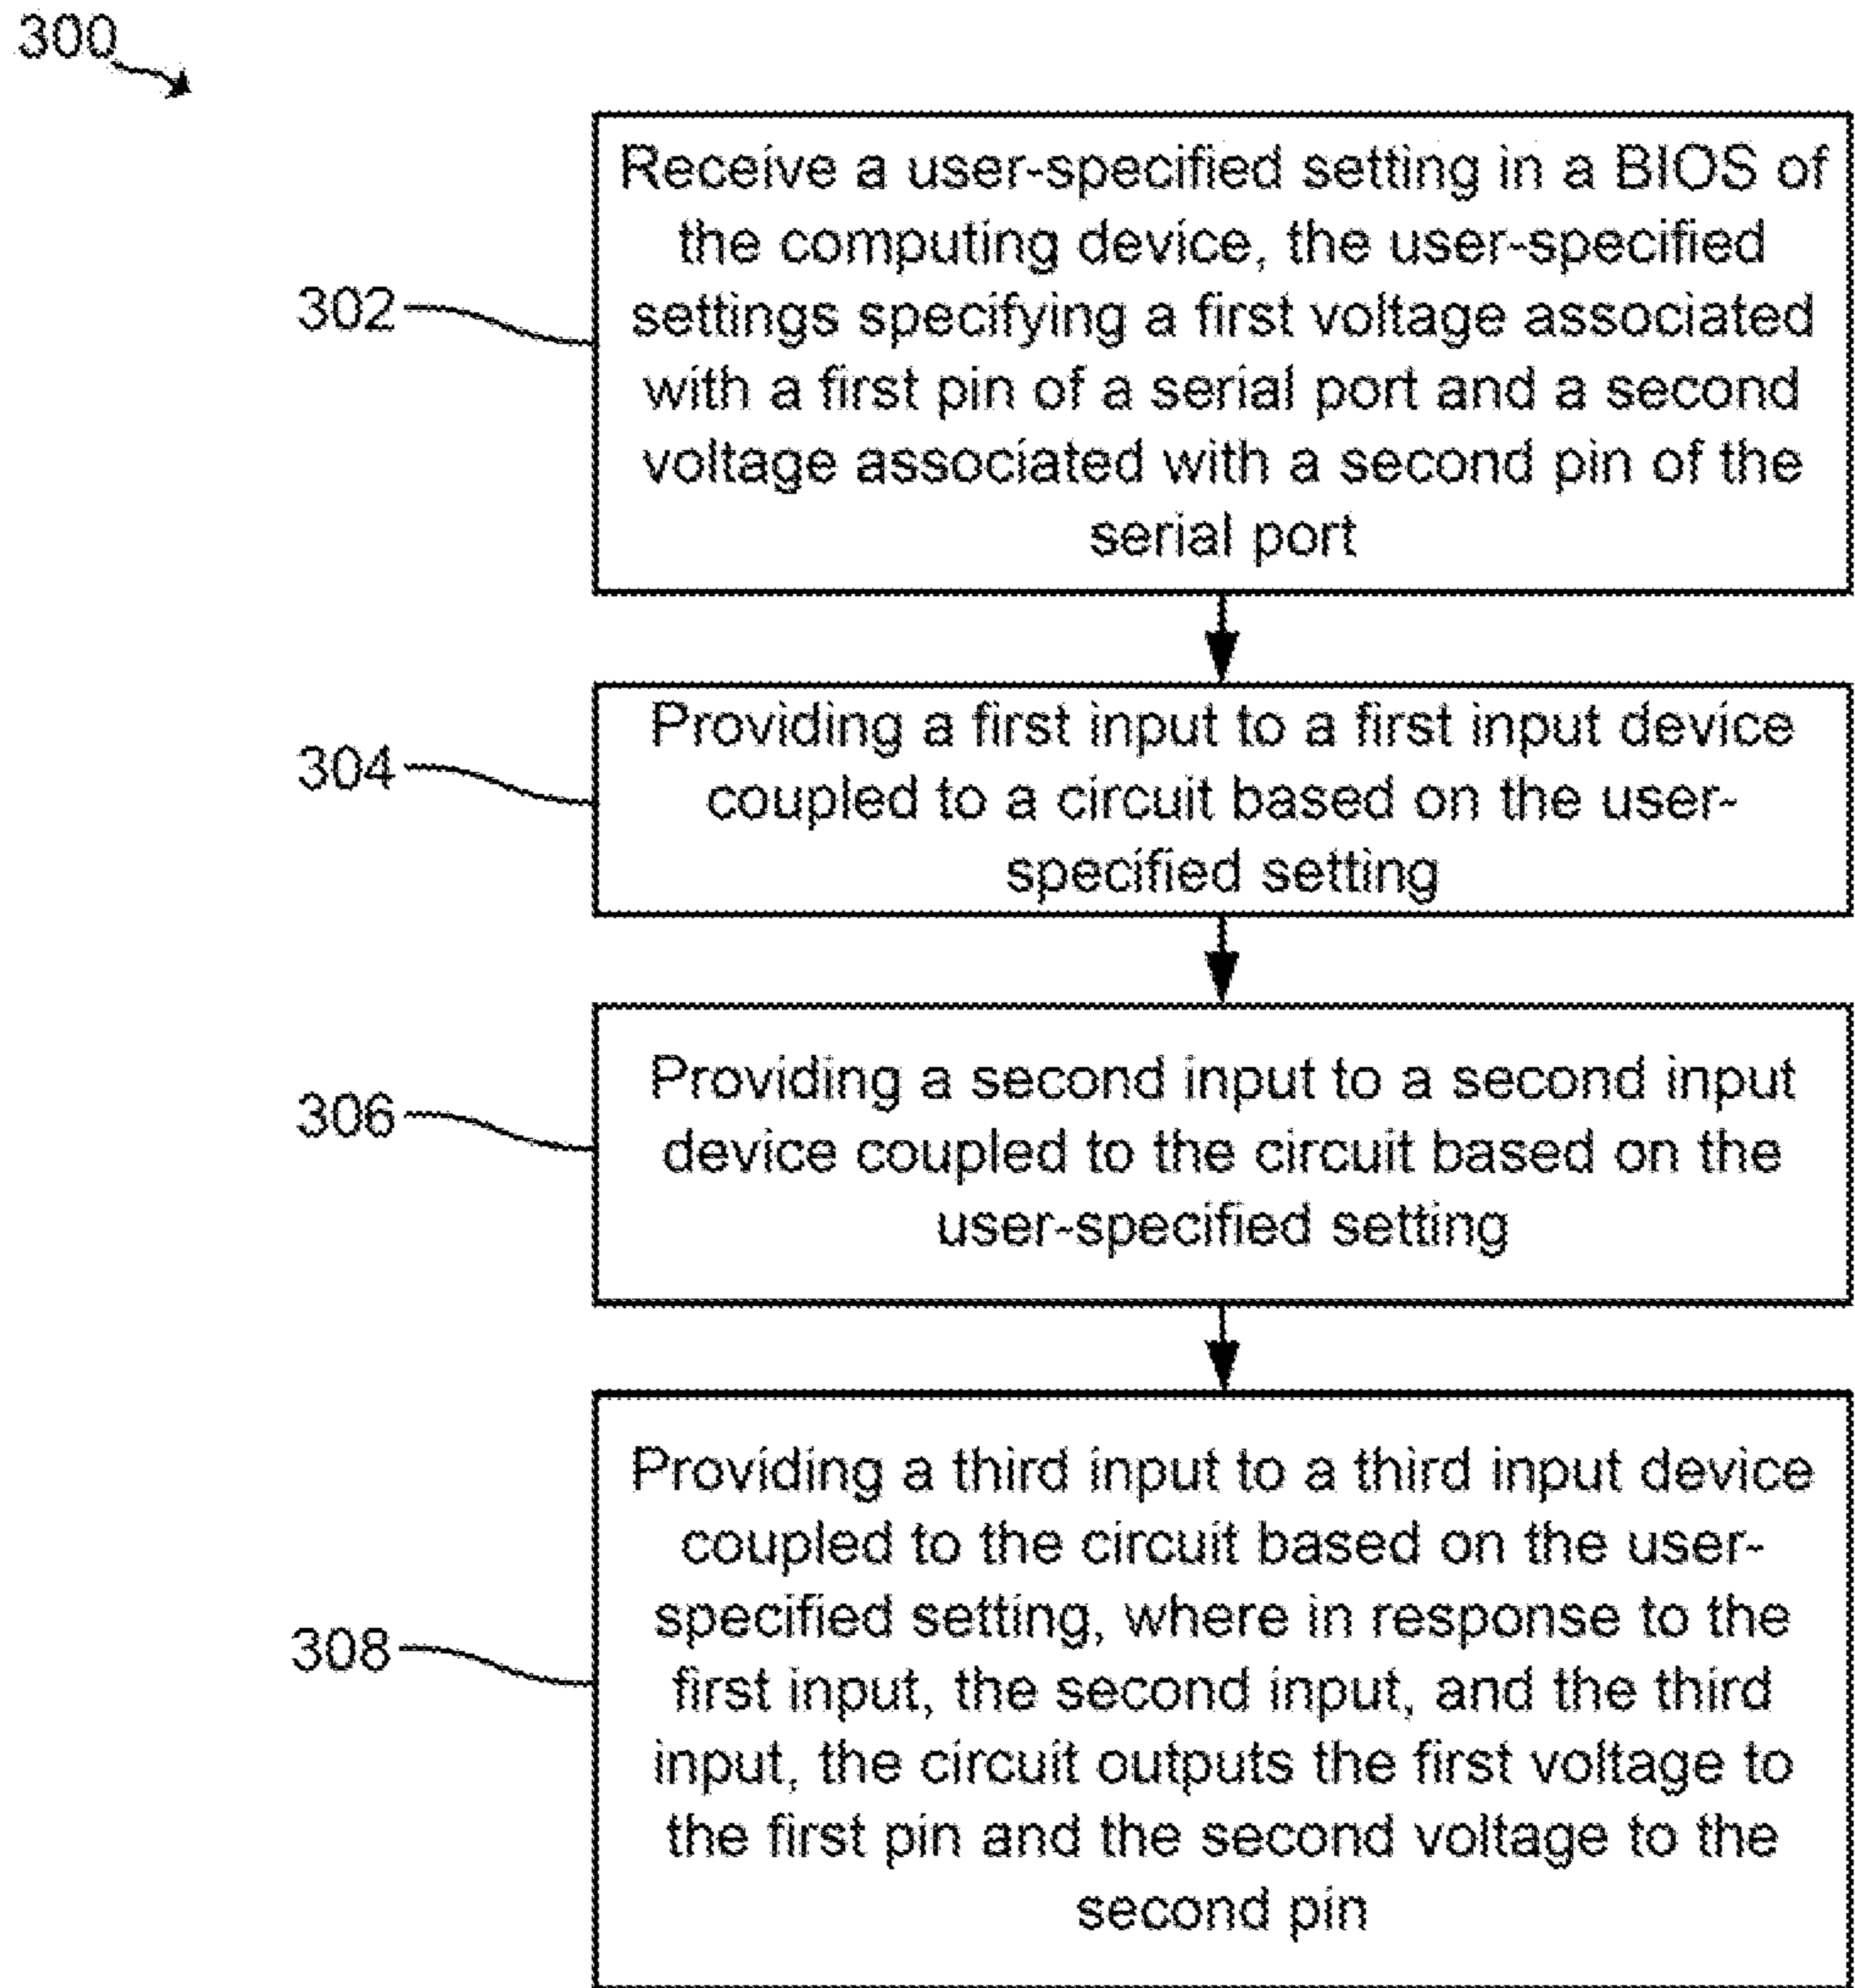 300
302
Receive a user-specified setting in a BIOS of
the computing device, the user-specified
settings specifying a first voltage associated
with a first pin of a serial port and a second
voltage associated with a second pin of the
serial port
304
Providing a first input to a first input device
coupled to a circuit based on the user-
specified setting
306
Providing a second input to a second input
device coupled to the circuit based on the
user-specified setting
308
Providing a third input to a third input device
coupled to the circuit based on the user-
specified setting, where in response to the
first input, the second input, and the third
input, the circuit outputs the first voltage to
the first pin and the second voltage to the
second pin